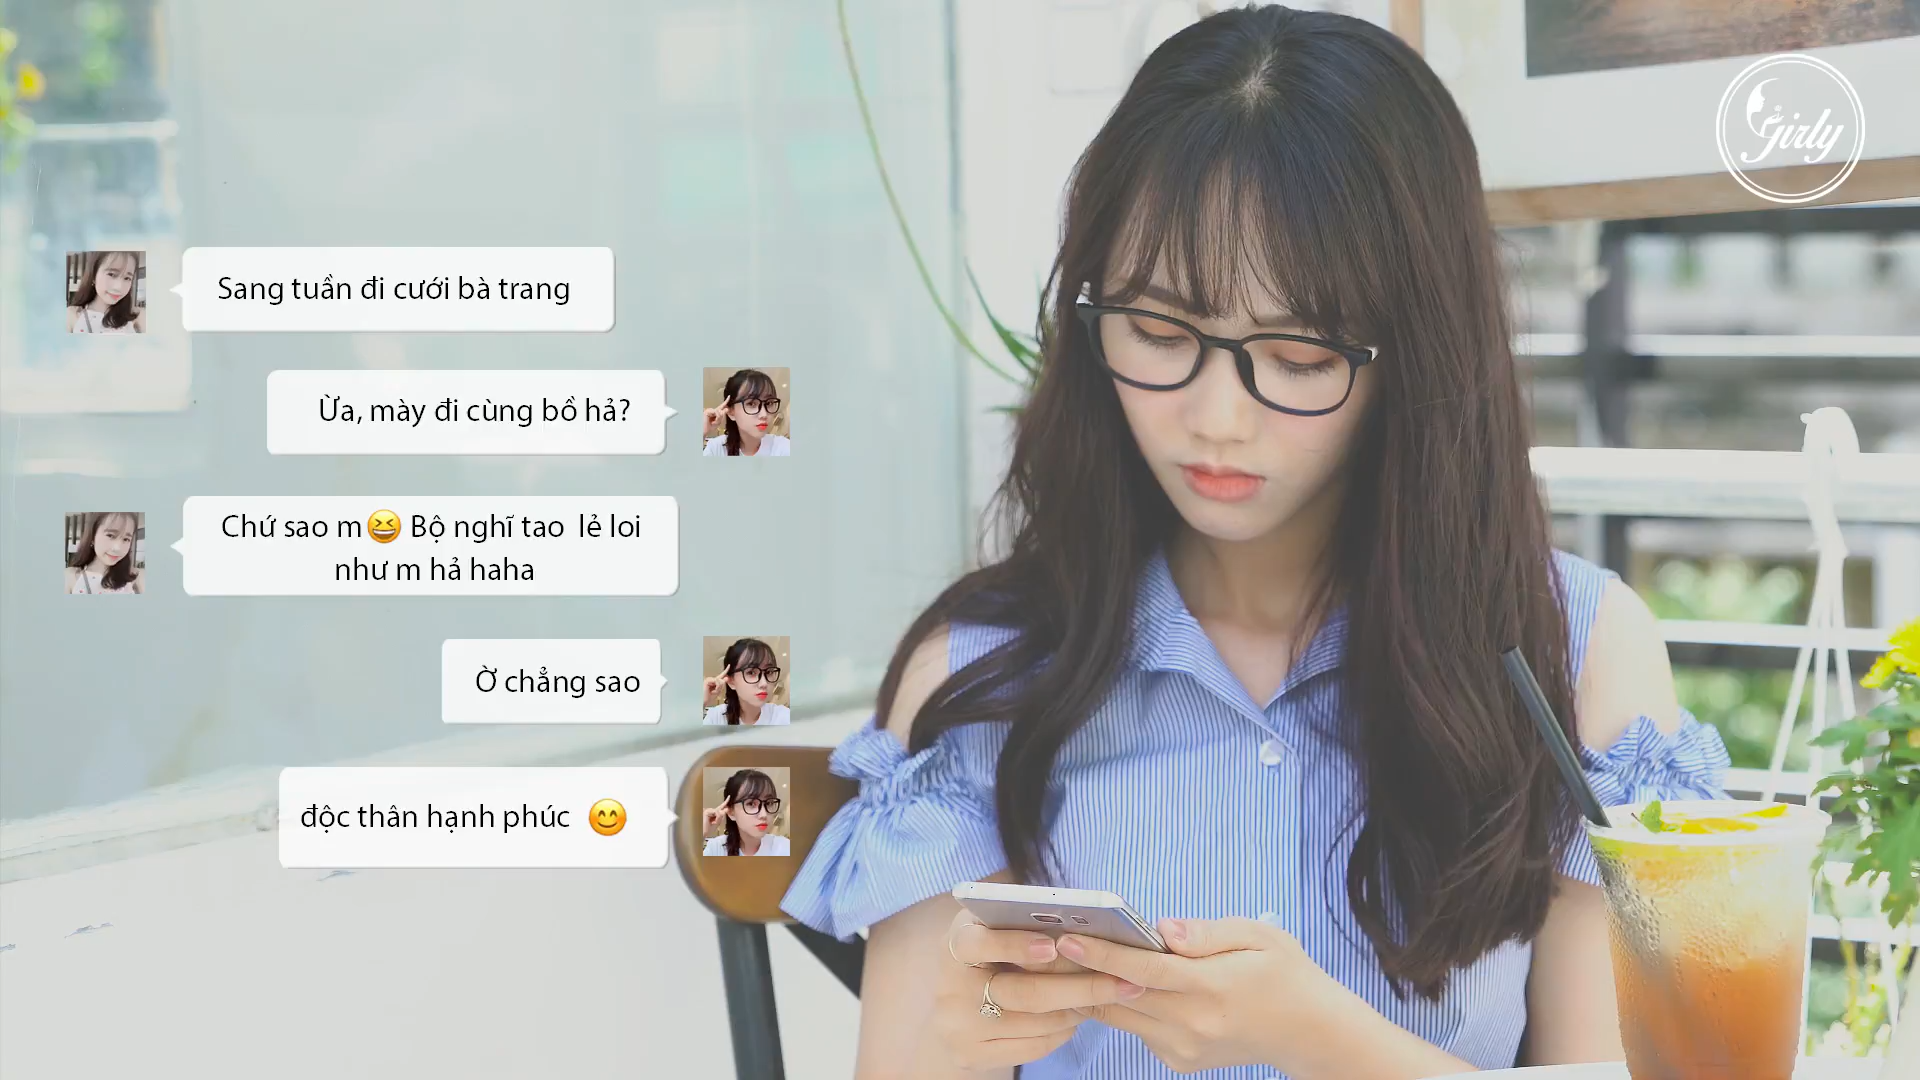 Girly
Sang tuần đi cưới bà trang
Ừa, mày đi cùng bồ hả?
Chứ sao m😆 Bộ nghĩ tao lẻ loi
như m hả haha
Ờ chẳng sao
độc thân hạnh phúc 😊